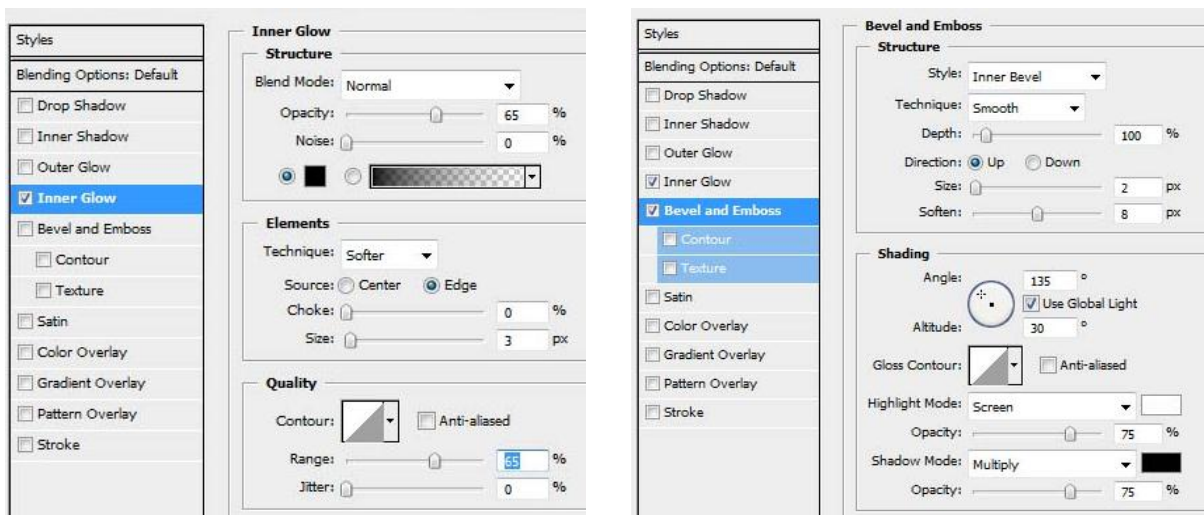 Styles
Blending Options: Default
Drop Shadow
Inner Shadow
Outer Glow
Inner Glow
Bevel and Emboss
Contour
Texture
Satin
Color Overlay
Gradient Overlay
Pattern Overlay
Stroke
Inner Glow
Structure
Blend Mode: Normal
Opacity: 65 %
Noise: 0 %
Elements
Technique: Softer
Source: Center Edge
Choke: 0 %
Size: 3 px
Quality
Contour: Anti-aliased
Range: 65 %
Jitter: 0 %
Styles
Blending Options: Default
Drop Shadow
Inner Shadow
Outer Glow
Inner Glow
Bevel and Emboss
Contour
Texture
Satin
Color Overlay
Gradient Overlay
Pattern Overlay
Stroke
Bevel and Emboss
Structure
Style: Inner Bevel
Technique: Smooth
Depth: 100 %
Direction: Up Down
Size: 2 px
Soften: 8 px
Shading
Angle: 135 °
Use Global Light
Altitude: 30 °
Gloss Contour: Anti-aliased
Highlight Mode: Screen
Opacity: 75 %
Shadow Mode: Multiply
Opacity: 75 %